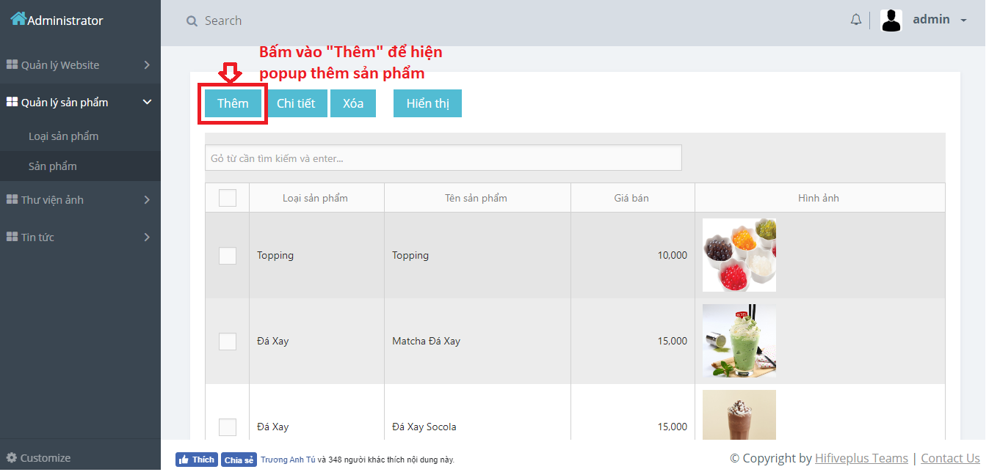 Administrator
Search
admin
Quản lý Website
Quản lý sản phẩm
Loại sản phẩm
Sản phẩm
Thư viện ảnh
Tin tức
Customize
Bấm vào "Thêm" để hiện
popup thêm sản phẩm
Thêm Chi tiết Xóa Hiển thị
Gỏ từ cần tìm kiếm và enter...
Loại sản phẩm Tên sản phẩm Giá bán Hình ảnh
Topping Topping 10,000
Đá Xay Matcha Đá Xay 15,000
Đá Xay Đá Xay Socola 15,000
Thích Chia sẻ Trương Anh Tú và 348 người khác thích nội dung này.
© Copyright by Hifiveplus Teams | Contact Us